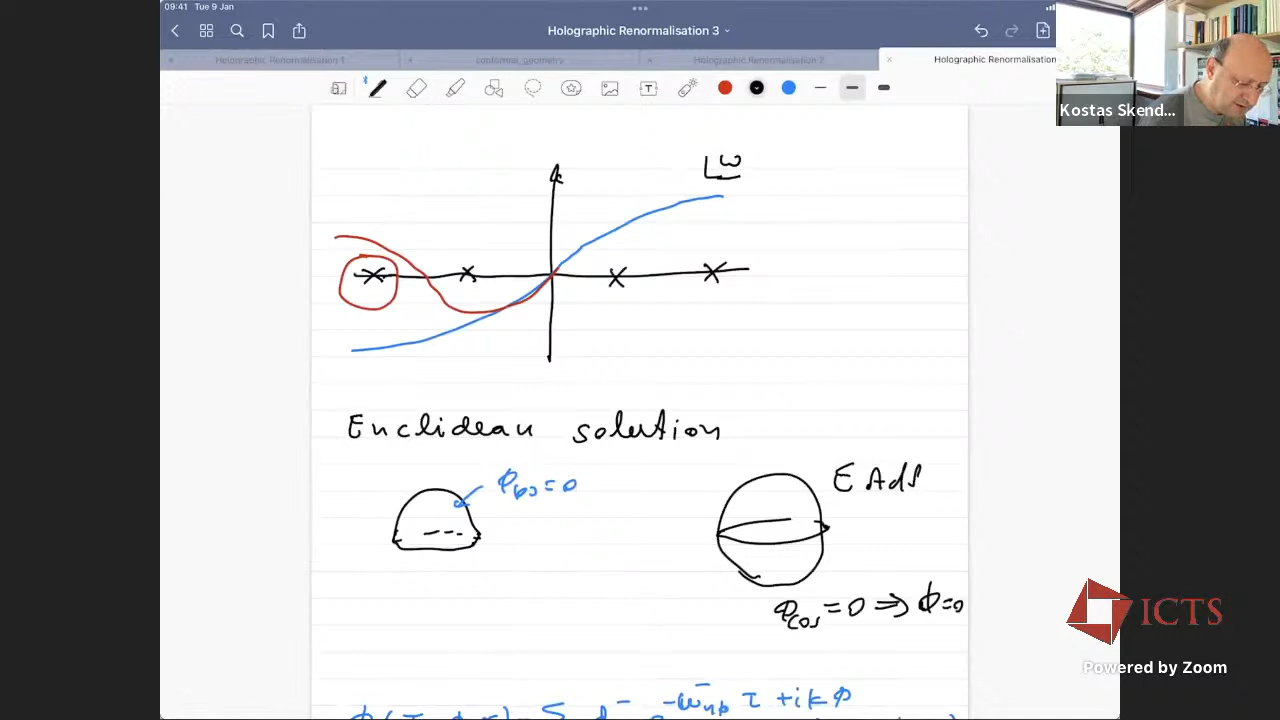 09:41 Tue 9 Jan
Holographic Renormalisation 3
Holographic Renormalisation 1
conformal_geometry
Holographic Renormalisation 2
Holographic Renormalisation
Kostas Skend...
ω
Euclidean solution
φ(0) = 0
E AdS
φ(0) = 0 ⇒ φ=0
ICTS
Powered by Zoom